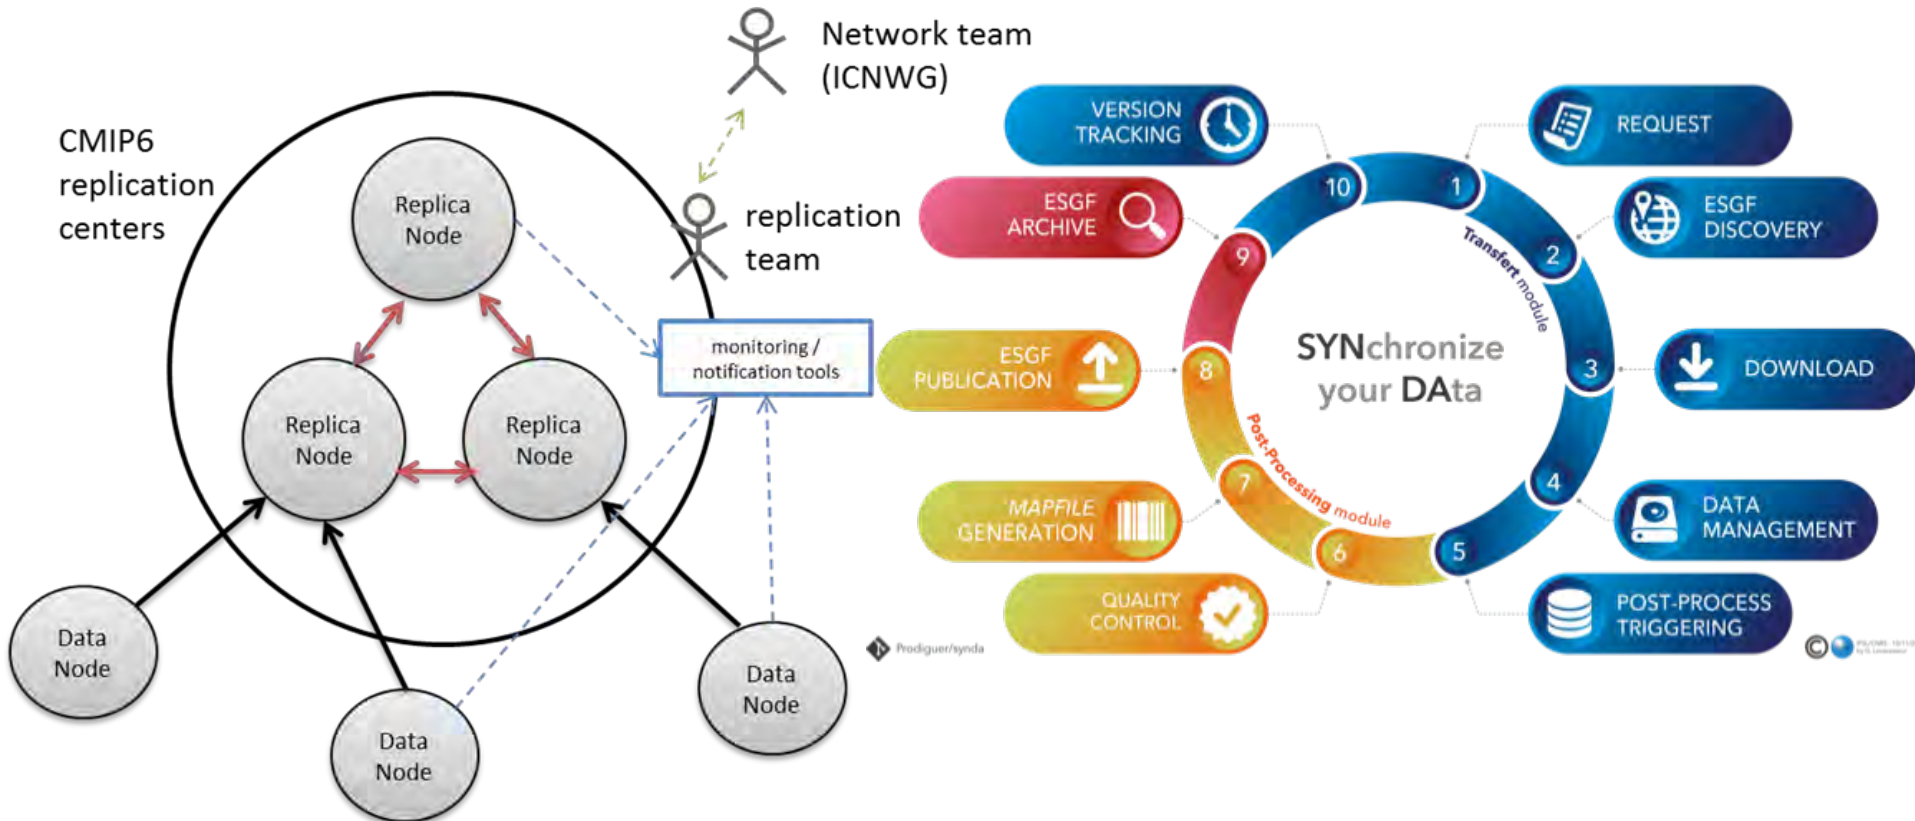 Network team
(ICNWG)
CMIP6
replication
centers
replication
team
Replica
Node
Replica
Node
Replica
Node
monitoring /
notification tools
Data
Node
Data
Node
Data
Node
VERSION
TRACKING
ESGF
ARCHIVE
ESGF
PUBLICATION
MAPFILE
GENERATION
QUALITY
CONTROL
REQUEST
ESGF
DISCOVERY
DOWNLOAD
DATA
MANAGEMENT
POST-PROCESS
TRIGGERING
10
1
2
3
4
5
6
7
8
9
Transfert module
SYNchronize
your DAta
Post-Processing module
Prodiguer/synda
©